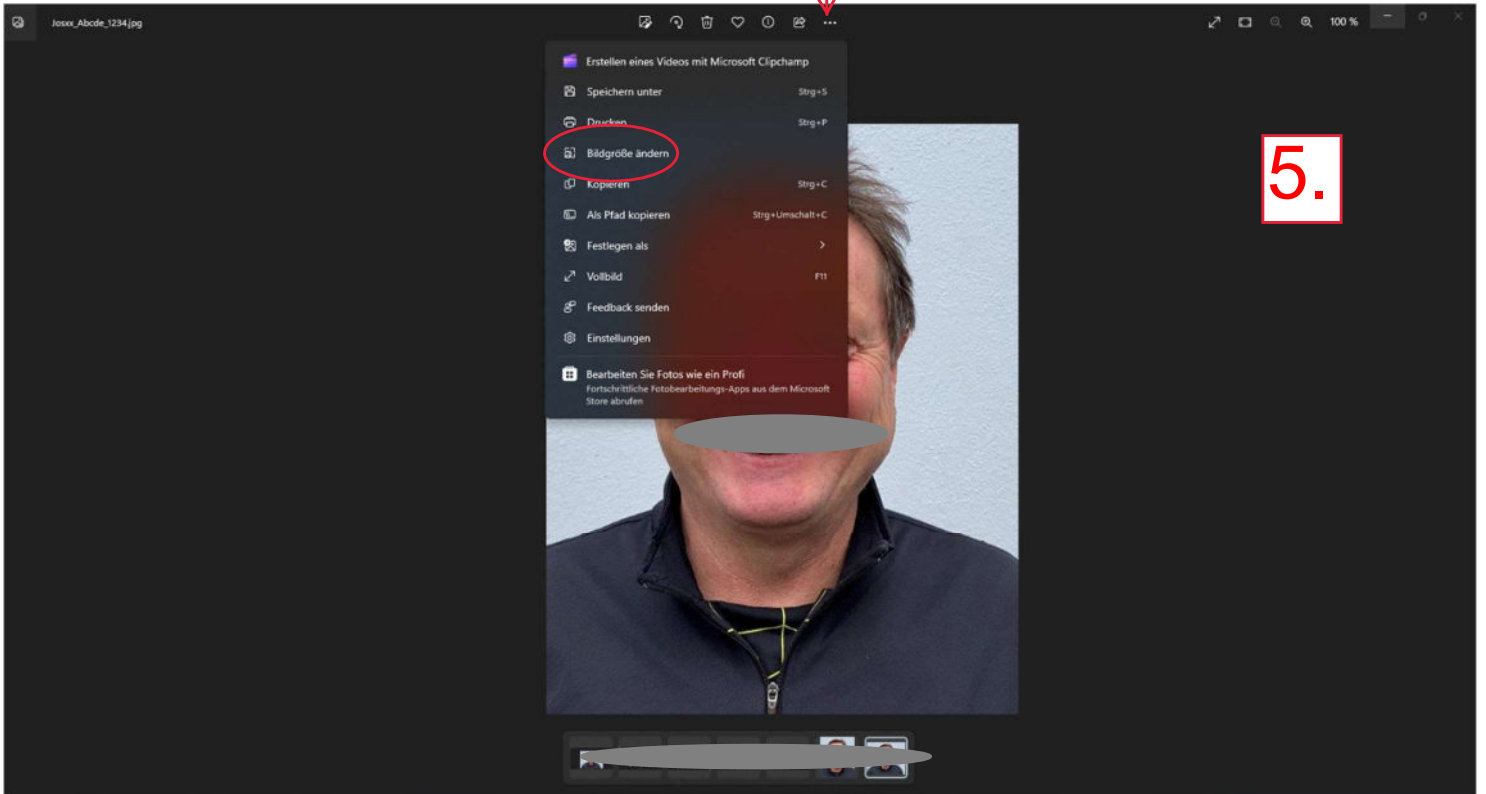 Josxx_Abcde_1234.jpg
100 %
Erstellen eines Videos mit Microsoft Clipchamp
Speichern unter Strg+S
Drucken Strg+P
Bildgröße ändern
Kopieren Strg+C
Als Pfad kopieren Strg+Umschalt+C
Festlegen als
Vollbild F11
Feedback senden
Einstellungen
Bearbeiten Sie Fotos wie ein Profi
Fortschrittliche Fotobearbeitungs-Apps aus dem Microsoft
Store abrufen
5.